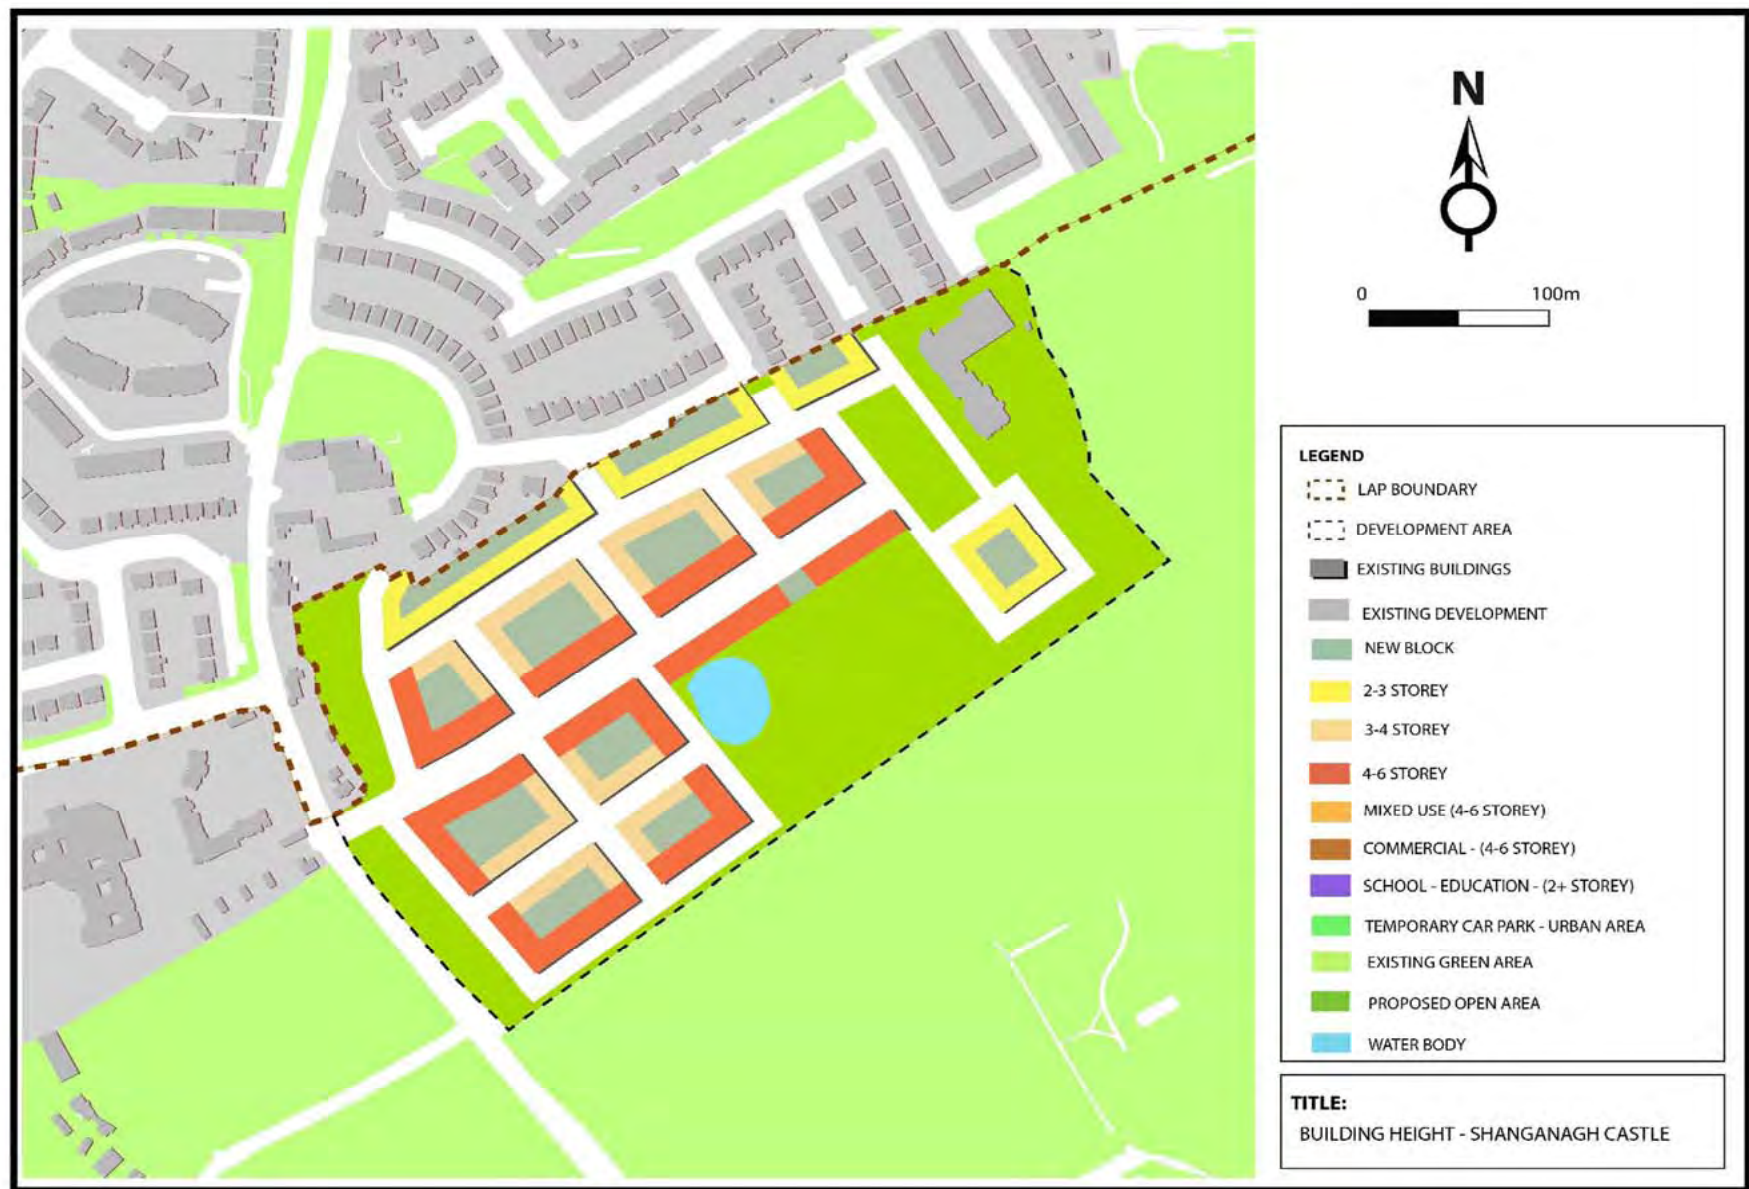 N
0 100m
LEGEND
LAP BOUNDARY
DEVELOPMENT AREA
EXISTING BUILDINGS
EXISTING DEVELOPMENT
NEW BLOCK
2-3 STOREY
3-4 STOREY
4-6 STOREY
MIXED USE (4-6 STOREY)
COMMERCIAL - (4-6 STOREY)
SCHOOL - EDUCATION - (2+ STOREY)
TEMPORARY CAR PARK - URBAN AREA
EXISTING GREEN AREA
PROPOSED OPEN AREA
WATER BODY
TITLE:
BUILDING HEIGHT - SHANGANAGH CASTLE